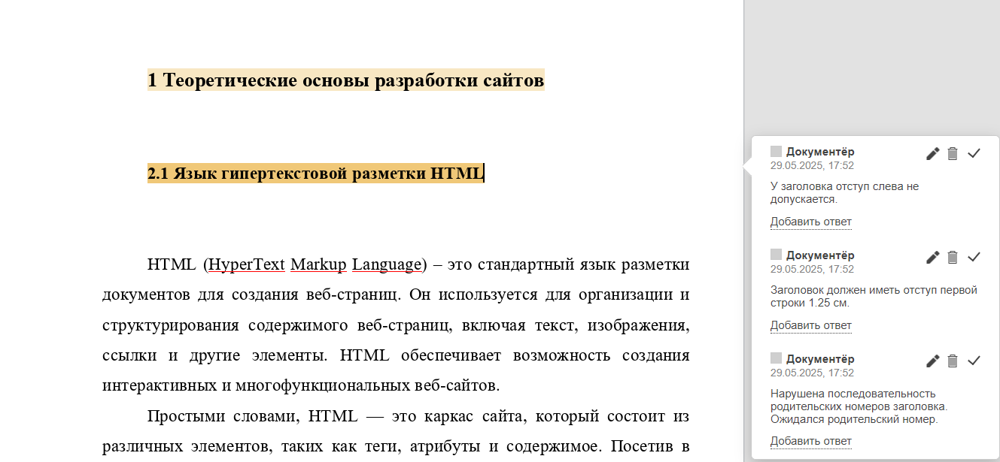 1 Теоретические основы разработки сайтов
2.1 Язык гипертекстовой разметки HTML
HTML (HyperText Markup Language) – это стандартный язык разметки
документов для создания веб-страниц. Он используется для организации и
структурирования содержимого веб-страниц, включая текст, изображения,
ссылки и другие элементы. HTML обеспечивает возможность создания
интерактивных и многофункциональных веб-сайтов.
Простыми словами, HTML — это каркас сайта, который состоит из
различных элементов, таких как теги, атрибуты и содержимое. Посетив в
Документёр
29.05.2025, 17:52
У заголовка отступ слева не
допускается.
Добавить ответ
Документёр
29.05.2025, 17:52
Заголовок должен иметь отступ первой
строки 1.25 см.
Добавить ответ
Документёр
29.05.2025, 17:52
Нарушена последовательность
родительских номеров заголовка.
Ожидался родительский номер.
Добавить ответ